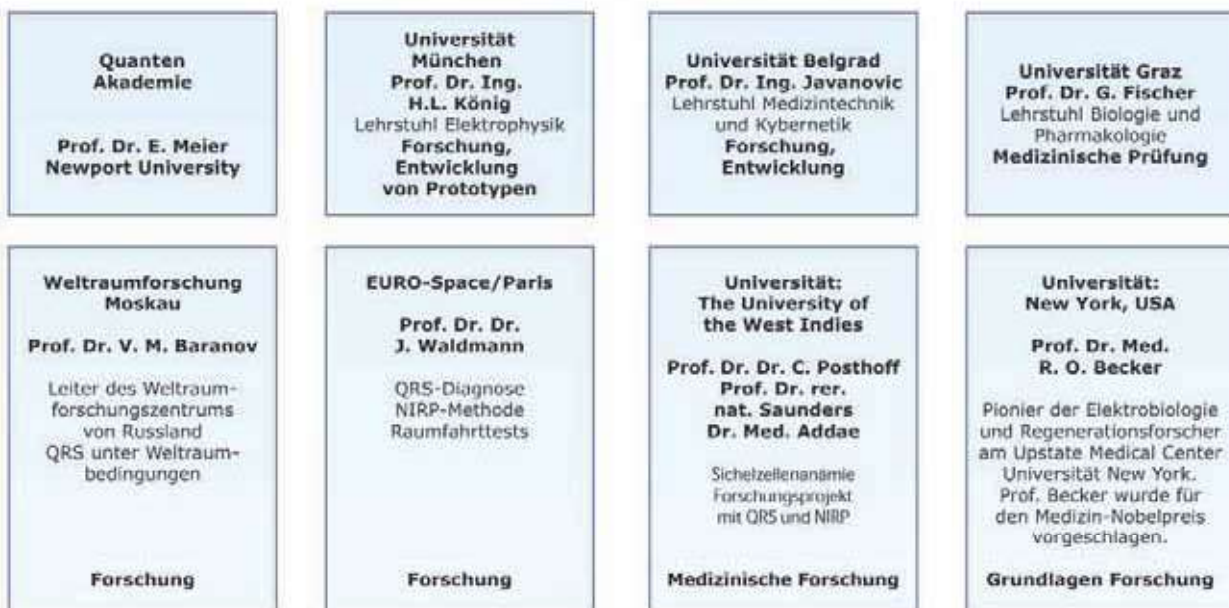 Quanten
Akademie
Prof. Dr. E. Meier
Newport University
Universität
München
Prof. Dr. Ing.
H.L. König
Lehrstuhl Elektrophysik
Forschung,
Entwicklung
von Prototypen
Universität Belgrad
Prof. Dr. Ing. Javanovic
Lehrstuhl Medizintechnik
und Kybernetik
Forschung,
Entwicklung
Universität Graz
Prof. Dr. G. Fischer
Lehrstuhl Biologie und
Pharmakologie
Medizinische Prüfung
Weltraumforschung
Moskau
Prof. Dr. V. M. Baranov
Leiter des Weltraum-
forschungszentrums
von Russland
QRS unter Weltraum-
bedingungen
Forschung
EURO-Space/Paris
Prof. Dr. Dr.
J. Waldmann
QRS-Diagnose
NIRP-Methode
Raumfahrttests
Forschung
Universität:
The University of
the West Indies
Prof. Dr. Dr. C. Posthoff
Prof. Dr. rer.
nat. Saunders
Dr. Med. Addae
Sichelzellenanämie
Forschungsprojekt
mit QRS und NIRP
Medizinische Forschung
Universität:
New York, USA
Prof. Dr. Med.
R. O. Becker
Pionier der Elektrobiologie
und Regenerationsforscher
am Upstate Medical Center
Universität New York.
Prof. Becker wurde für
den Medizin-Nobelpreis
vorgeschlagen.
Grundlagen Forschung